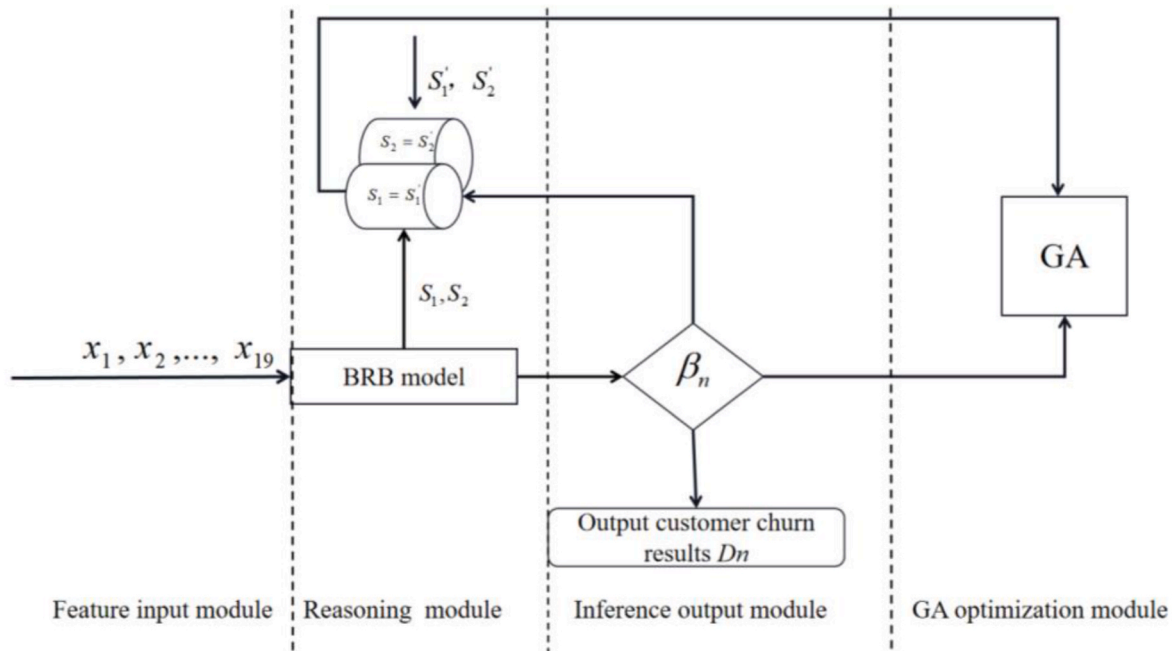 S'₁, S'₂
S₂ = S'₂
S₁ = S'₁
GA
S₁, S₂
x₁, x₂,..., x₁₉
BRB model
βₙ
Output customer churn
results Dn
Feature input module
Reasoning module
Inference output module
GA optimization module